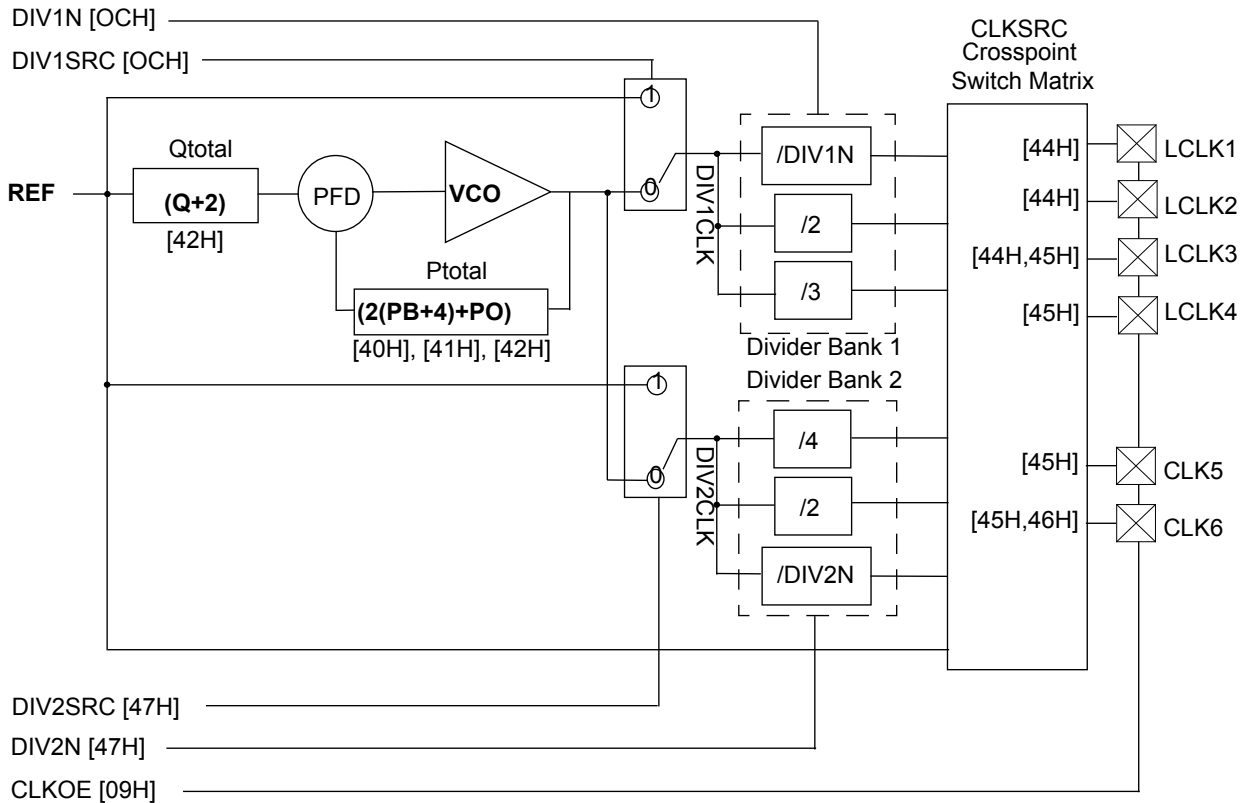 DIV1N [OCH]
DIV1SRC [OCH]
CLKSRC
Crosspoint
Switch Matrix
1
0
Qtotal
REF
(Q+2)
[42H]
PFD
VCO
Ptotal
(2(PB+4)+PO)
[40H], [41H], [42H]
DIV1CLK
/DIV1N
/2
/3
Divider Bank 1
Divider Bank 2
1
0
DIV2CLK
/4
/2
/DIV2N
[44H]
LCLK1
[44H]
LCLK2
[44H,45H]
LCLK3
[45H]
LCLK4
[45H]
CLK5
[45H,46H]
CLK6
DIV2SRC [47H]
DIV2N [47H]
CLKOE [09H]